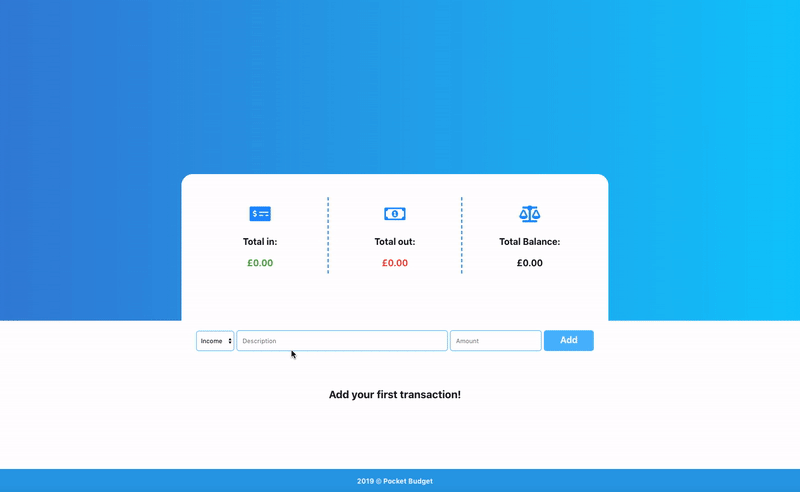 Total in: Total out: Total Balance:
£0.00 £0.00 £0.00
Income Description Amount Add
Add your first transaction!
2019 © Pocket Budget